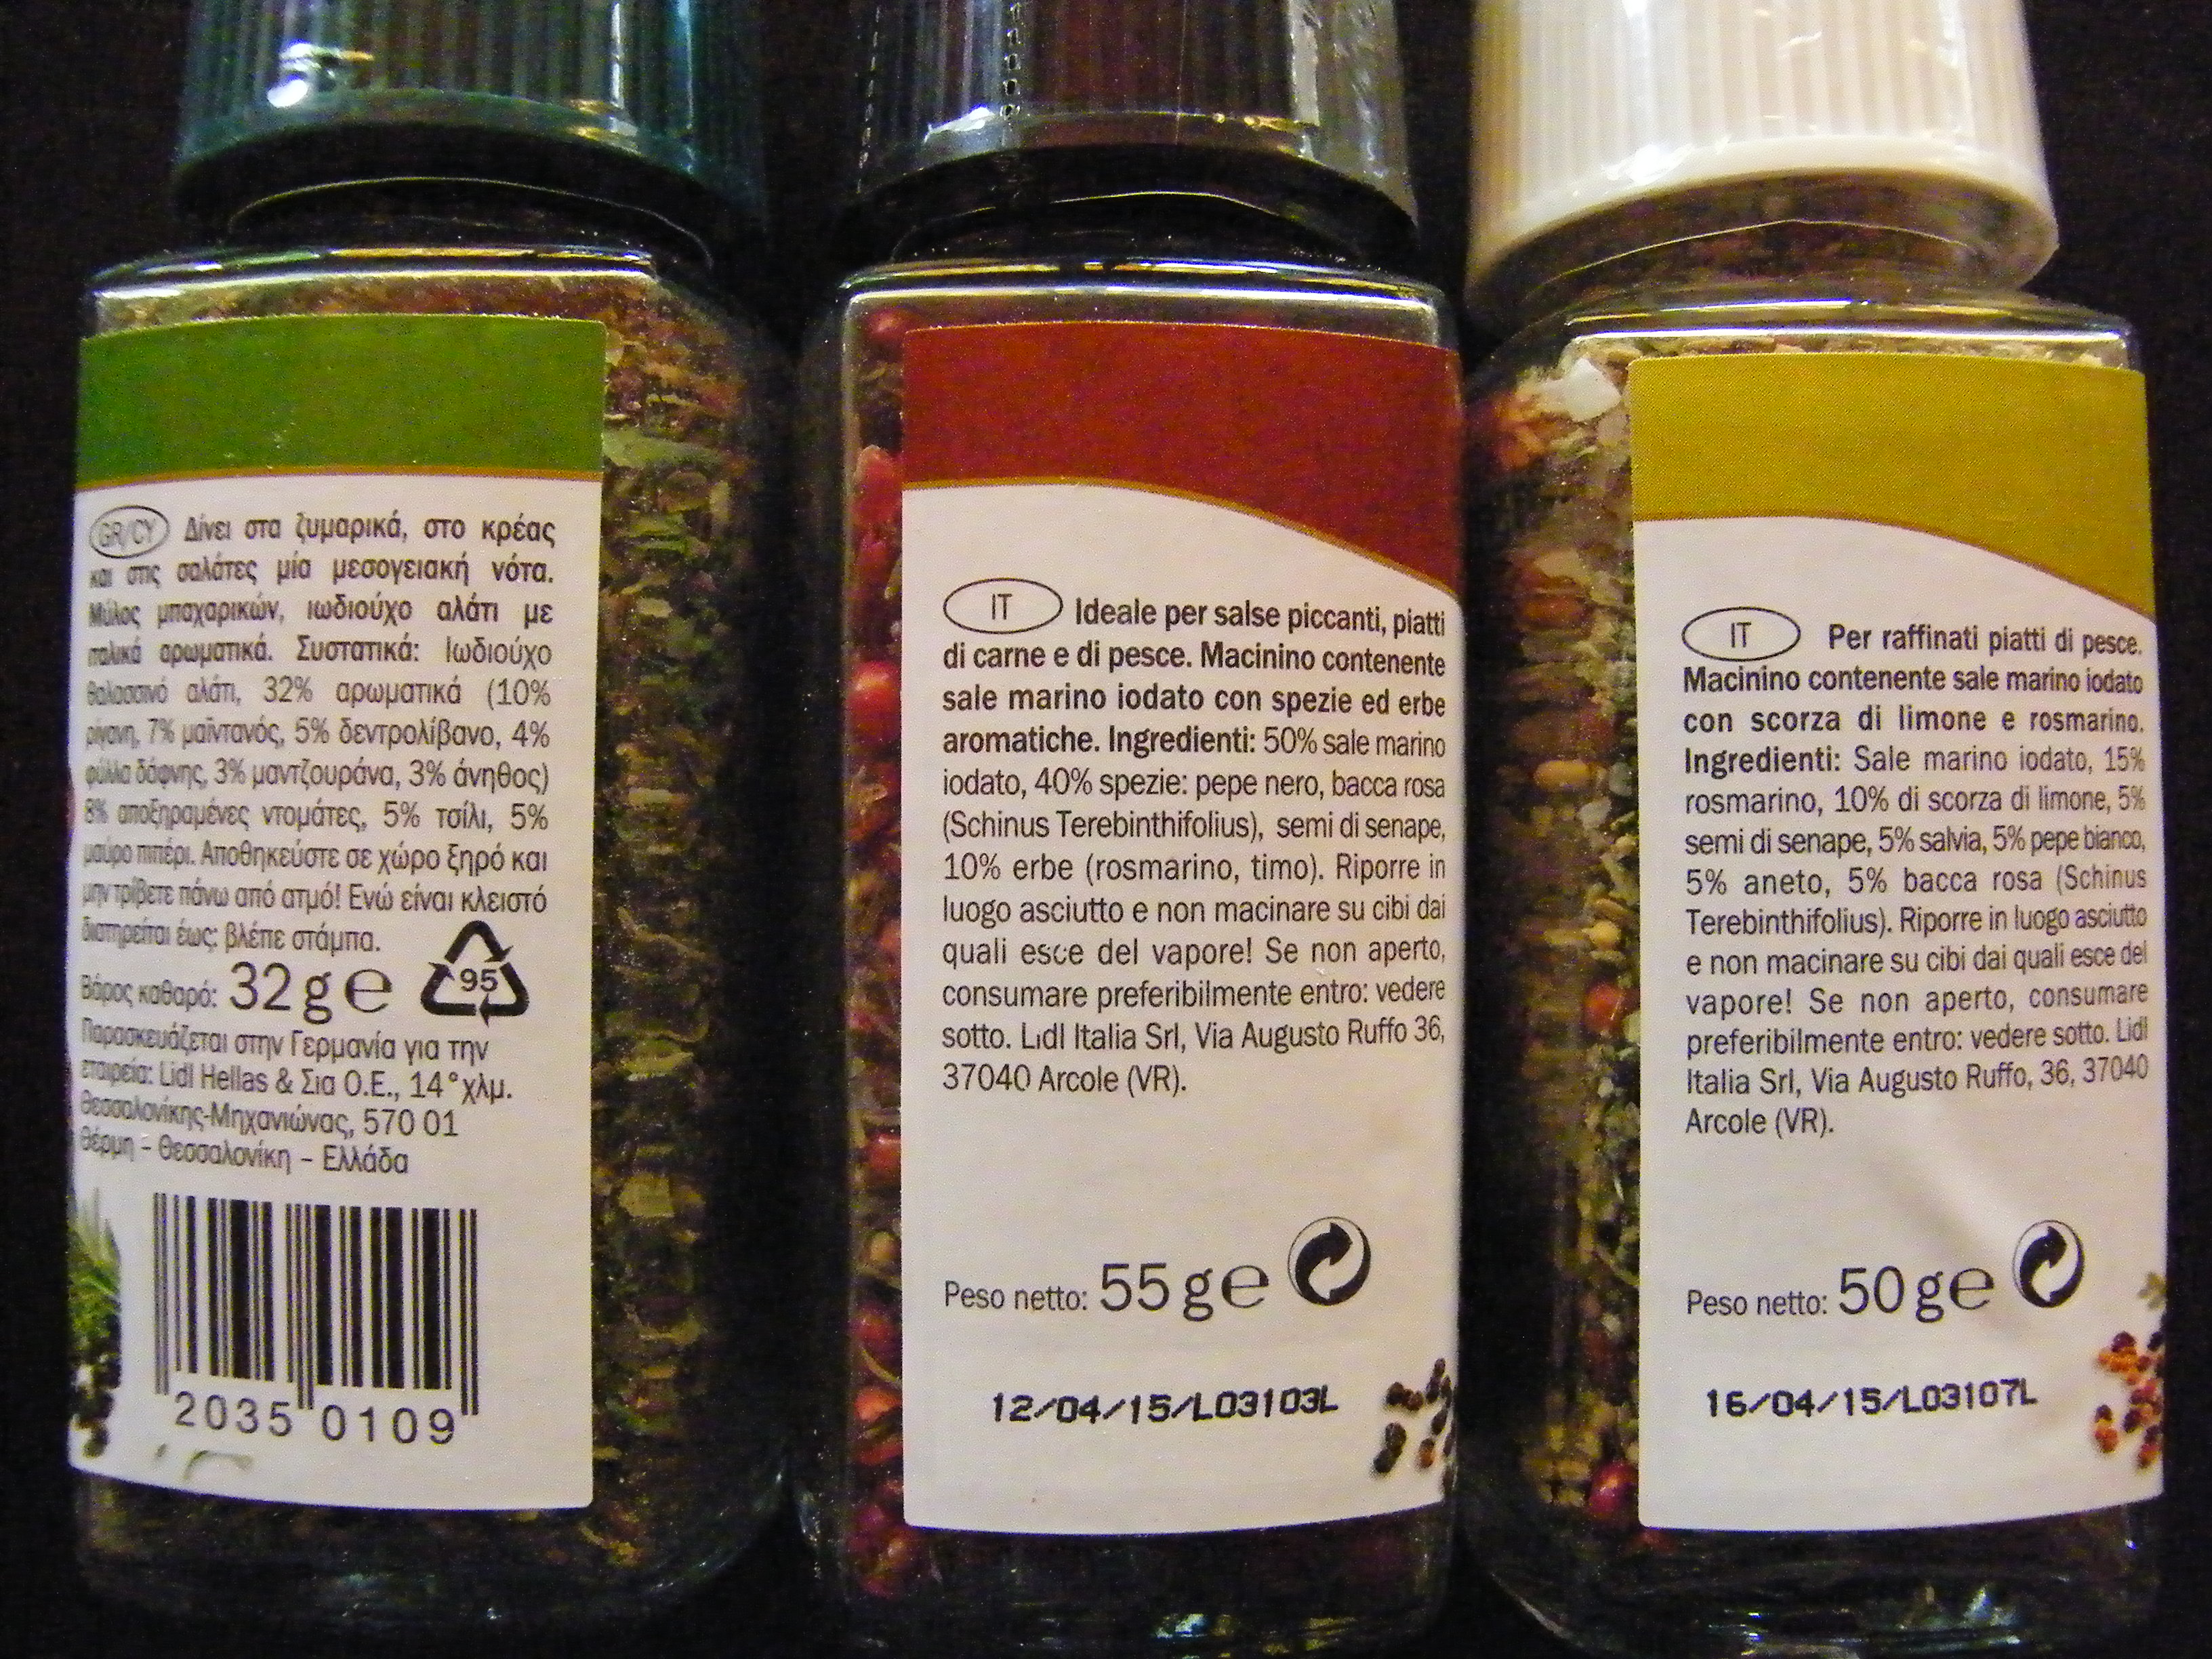 GR/CY Δίνει στα ζυμαρικά, στο κρέας
και στις σαλάτες μία μεσογειακή νότα.
Μύλος μπαχαρικών, ιωδιούχο αλάτι με
ιταλικά αρωματικά. Συστατικά: Ιωδιούχο
θαλασσινό αλάτι, 32% αρωματικά (10%
ρίγανη, 7% μαϊντανός, 5% δεντρολίβανο, 4%
φύλλα δάφνης, 3% μαντζουράνα, 3% άνηθος)
8% αποξηραμένες ντομάτες, 5% τσίλι, 5%
μαύρο πιπέρι. Αποθηκεύστε σε χώρο ξηρό και
μην τρίβετε πάνω από ατμό! Ενώ είναι κλειστό
διατηρείται έως: βλέπε στάμπα.
Βάρος καθαρό: 32 g e 95
Παρασκευάζεται στην Γερμανία για την
εταιρεία: Lidl Hellas & Σια Ο.Ε., 14°χλμ.
Θεσσαλονίκης-Μηχανιώνας, 570 01
Θέρμη – Θεσσαλονίκη – Ελλάδα
2035 0109
IT Ideale per salse piccanti, piatti
di carne e di pesce. Macinino contenente
sale marino iodato con spezie ed erbe
aromatiche. Ingredienti: 50% sale marino
iodato, 40% spezie: pepe nero, bacca rosa
(Schinus Terebinthifolius), semi di senape,
10% erbe (rosmarino, timo). Riporre in
luogo asciutto e non macinare su cibi dai
quali esce del vapore! Se non aperto,
consumare preferibilmente entro: vedere
sotto. Lidl Italia Srl, Via Augusto Ruffo 36,
37040 Arcole (VR).
Peso netto: 55 g e
12/04/15/L03103L
IT Per raffinati piatti di pesce.
Macinino contenente sale marino iodato
con scorza di limone e rosmarino.
Ingredienti: Sale marino iodato, 15%
rosmarino, 10% di scorza di limone, 5%
semi di senape, 5% salvia, 5% pepe bianco,
5% aneto, 5% bacca rosa (Schinus
Terebinthifolius). Riporre in luogo asciutto
e non macinare su cibi dai quali esce del
vapore! Se non aperto, consumare
preferibilmente entro: vedere sotto. Lidl
Italia Srl, Via Augusto Ruffo, 36, 37040
Arcole (VR).
Peso netto: 50 g e
16/04/15/L03107L